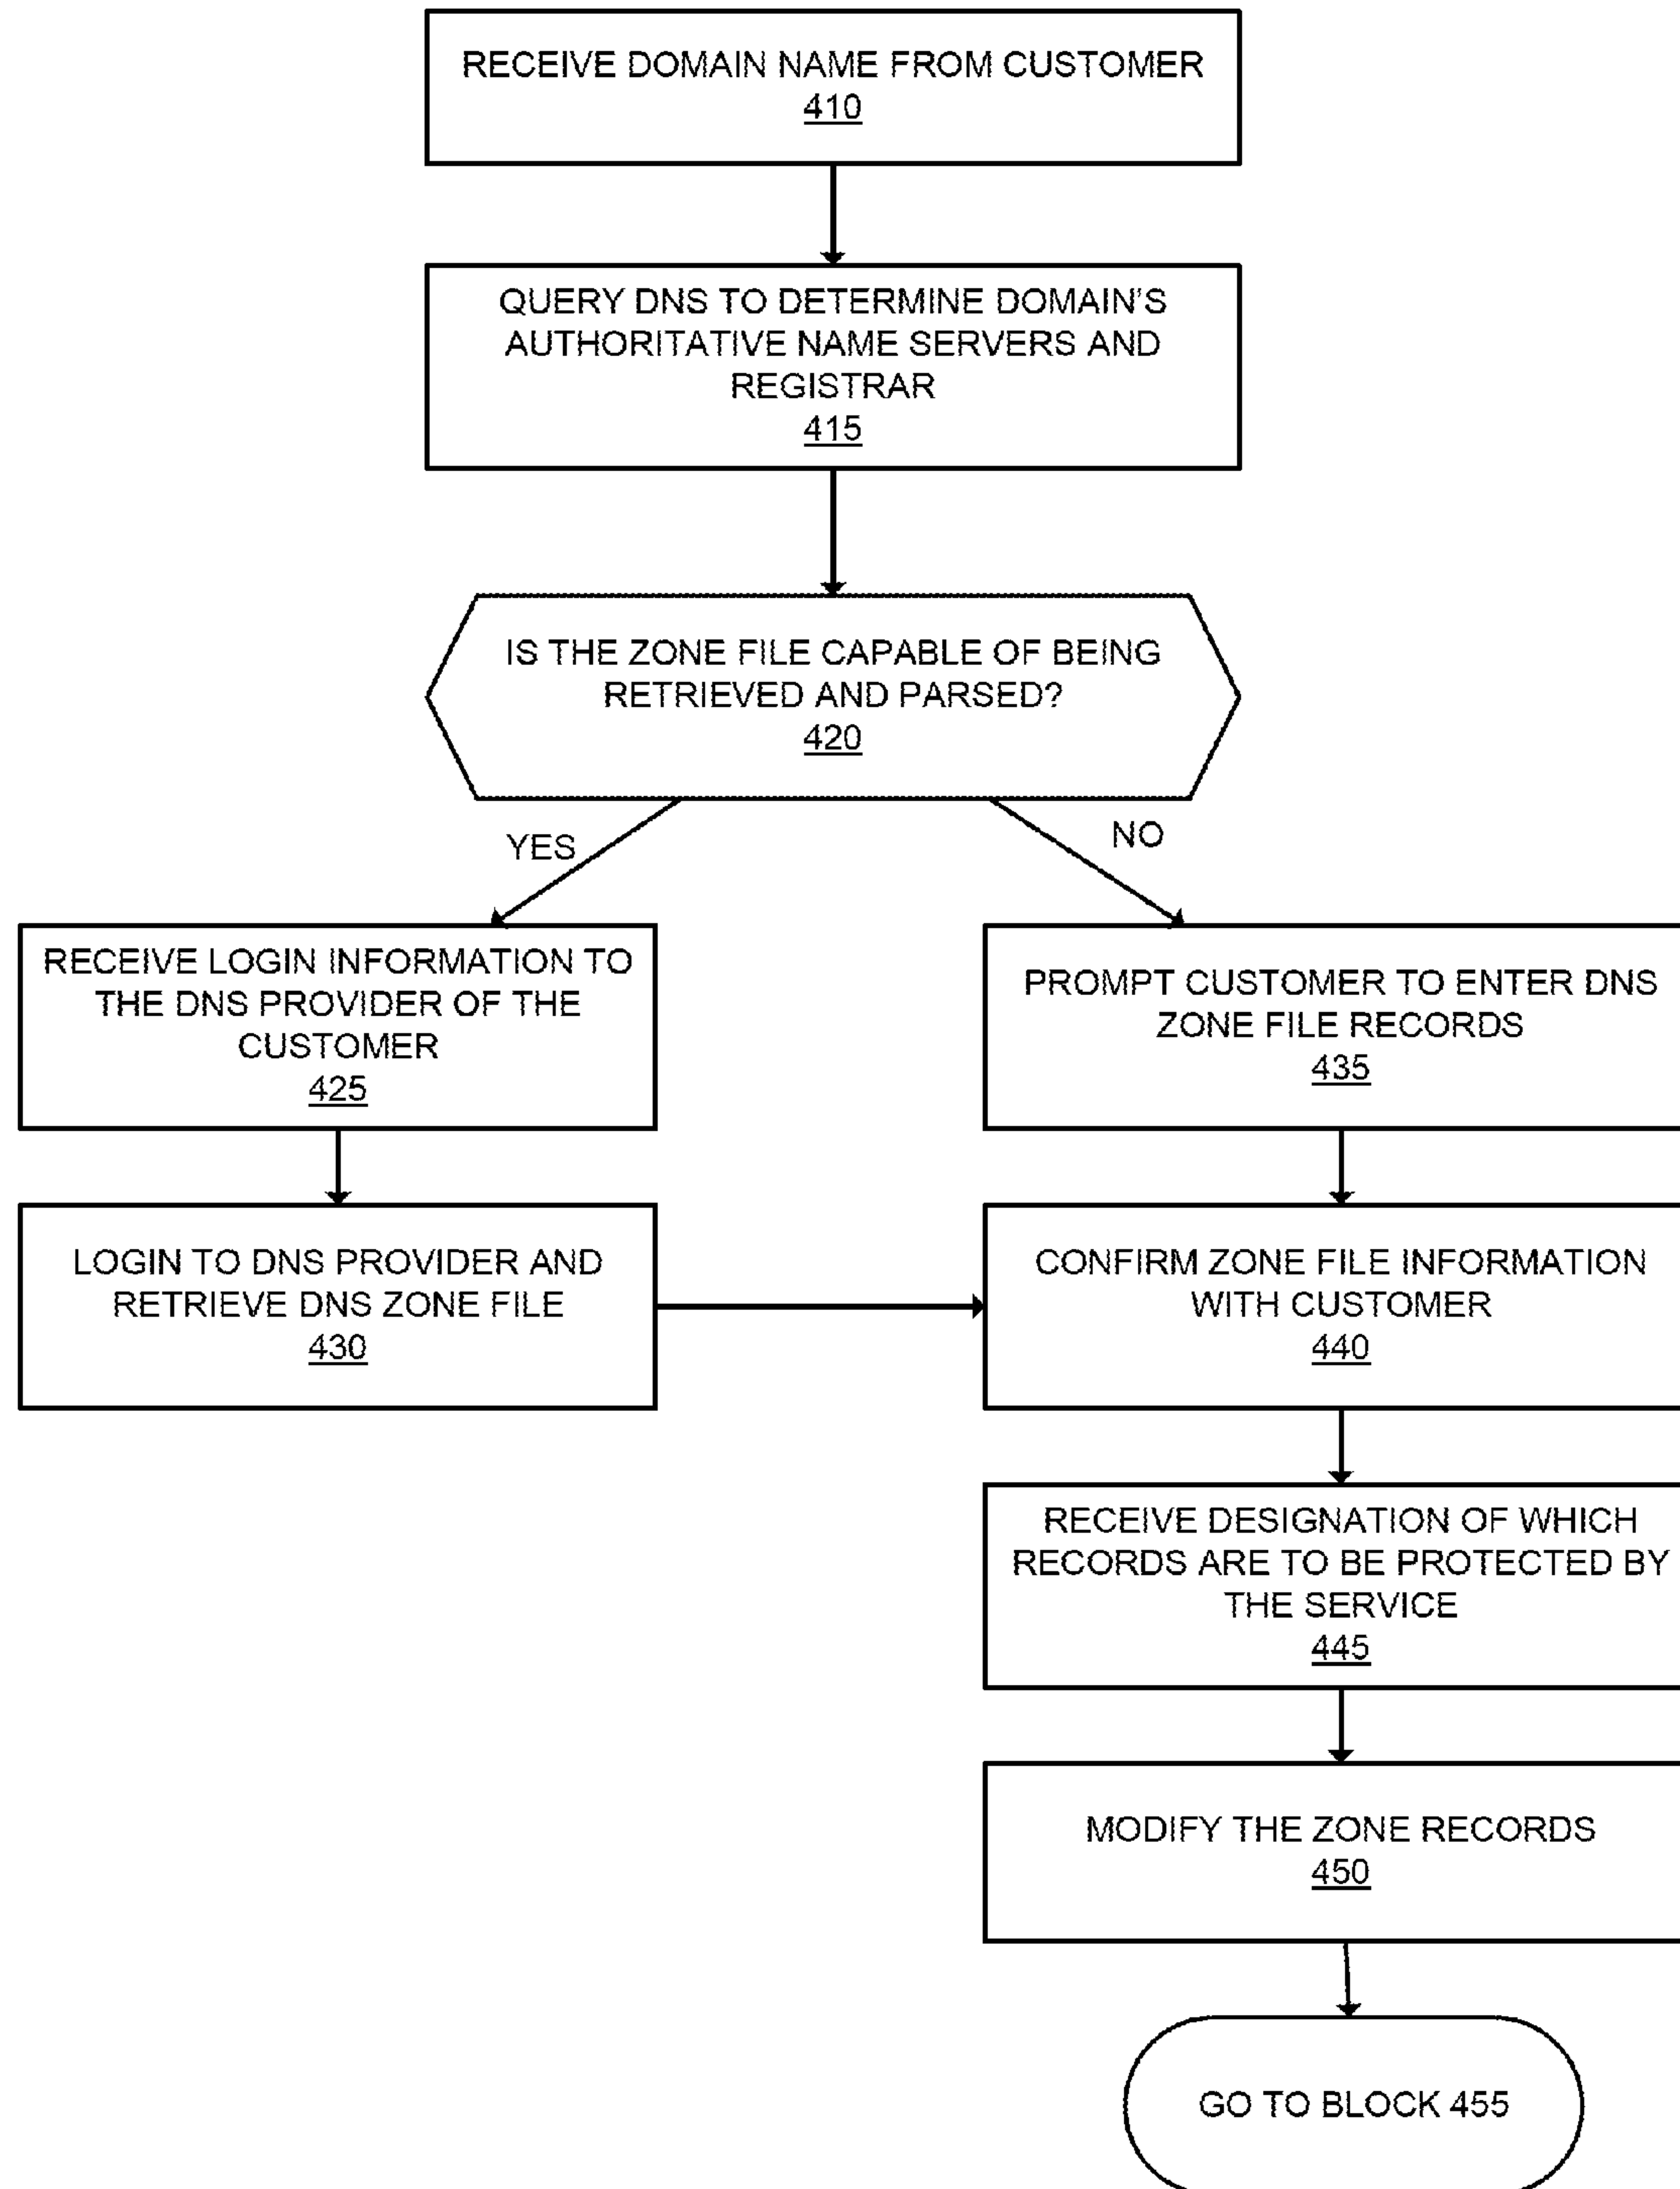 RECEIVE DOMAIN NAME FROM CUSTOMER
410
QUERY DNS TO DETERMINE DOMAIN'S
AUTHORITATIVE NAME SERVERS AND
REGISTRAR
415
IS THE ZONE FILE CAPABLE OF BEING
RETRIEVED AND PARSED?
420
YES
NO
RECEIVE LOGIN INFORMATION TO
THE DNS PROVIDER OF THE
CUSTOMER
425
PROMPT CUSTOMER TO ENTER DNS
ZONE FILE RECORDS
435
LOGIN TO DNS PROVIDER AND
RETRIEVE DNS ZONE FILE
430
CONFIRM ZONE FILE INFORMATION
WITH CUSTOMER
440
RECEIVE DESIGNATION OF WHICH
RECORDS ARE TO BE PROTECTED BY
THE SERVICE
445
MODIFY THE ZONE RECORDS
450
GO TO BLOCK 455